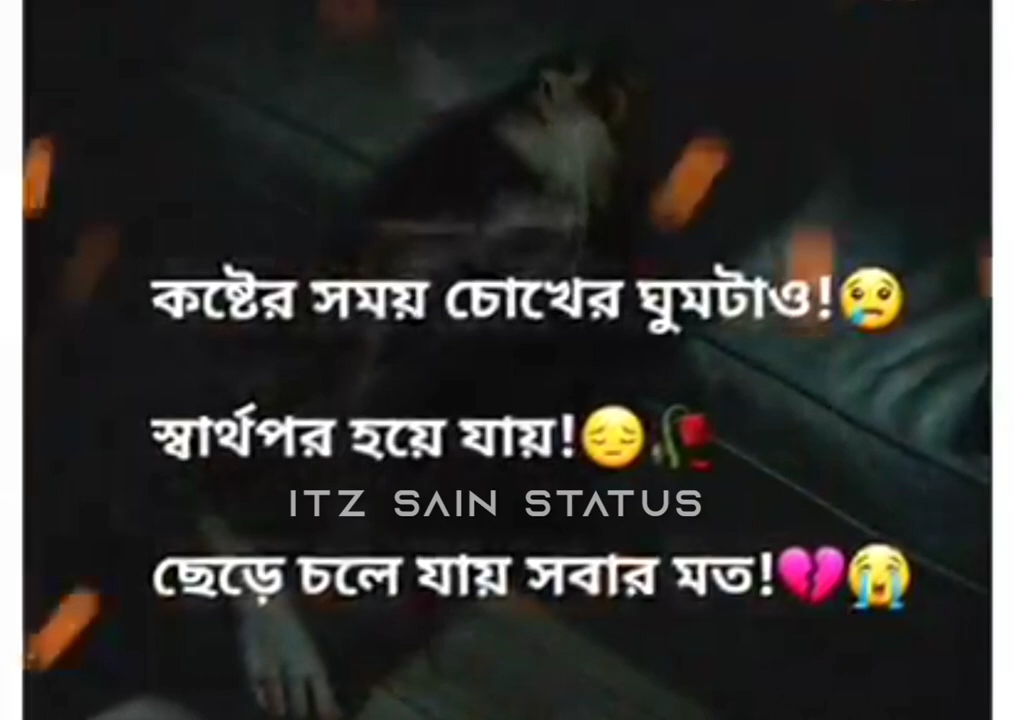 কষ্টের সময় চোখের ঘুমটাও!😢
স্বার্থপর হয়ে যায়!😔🥀
ITZ SAIN STATUS
ছেড়ে চলে যায় সবার মত!💔😭